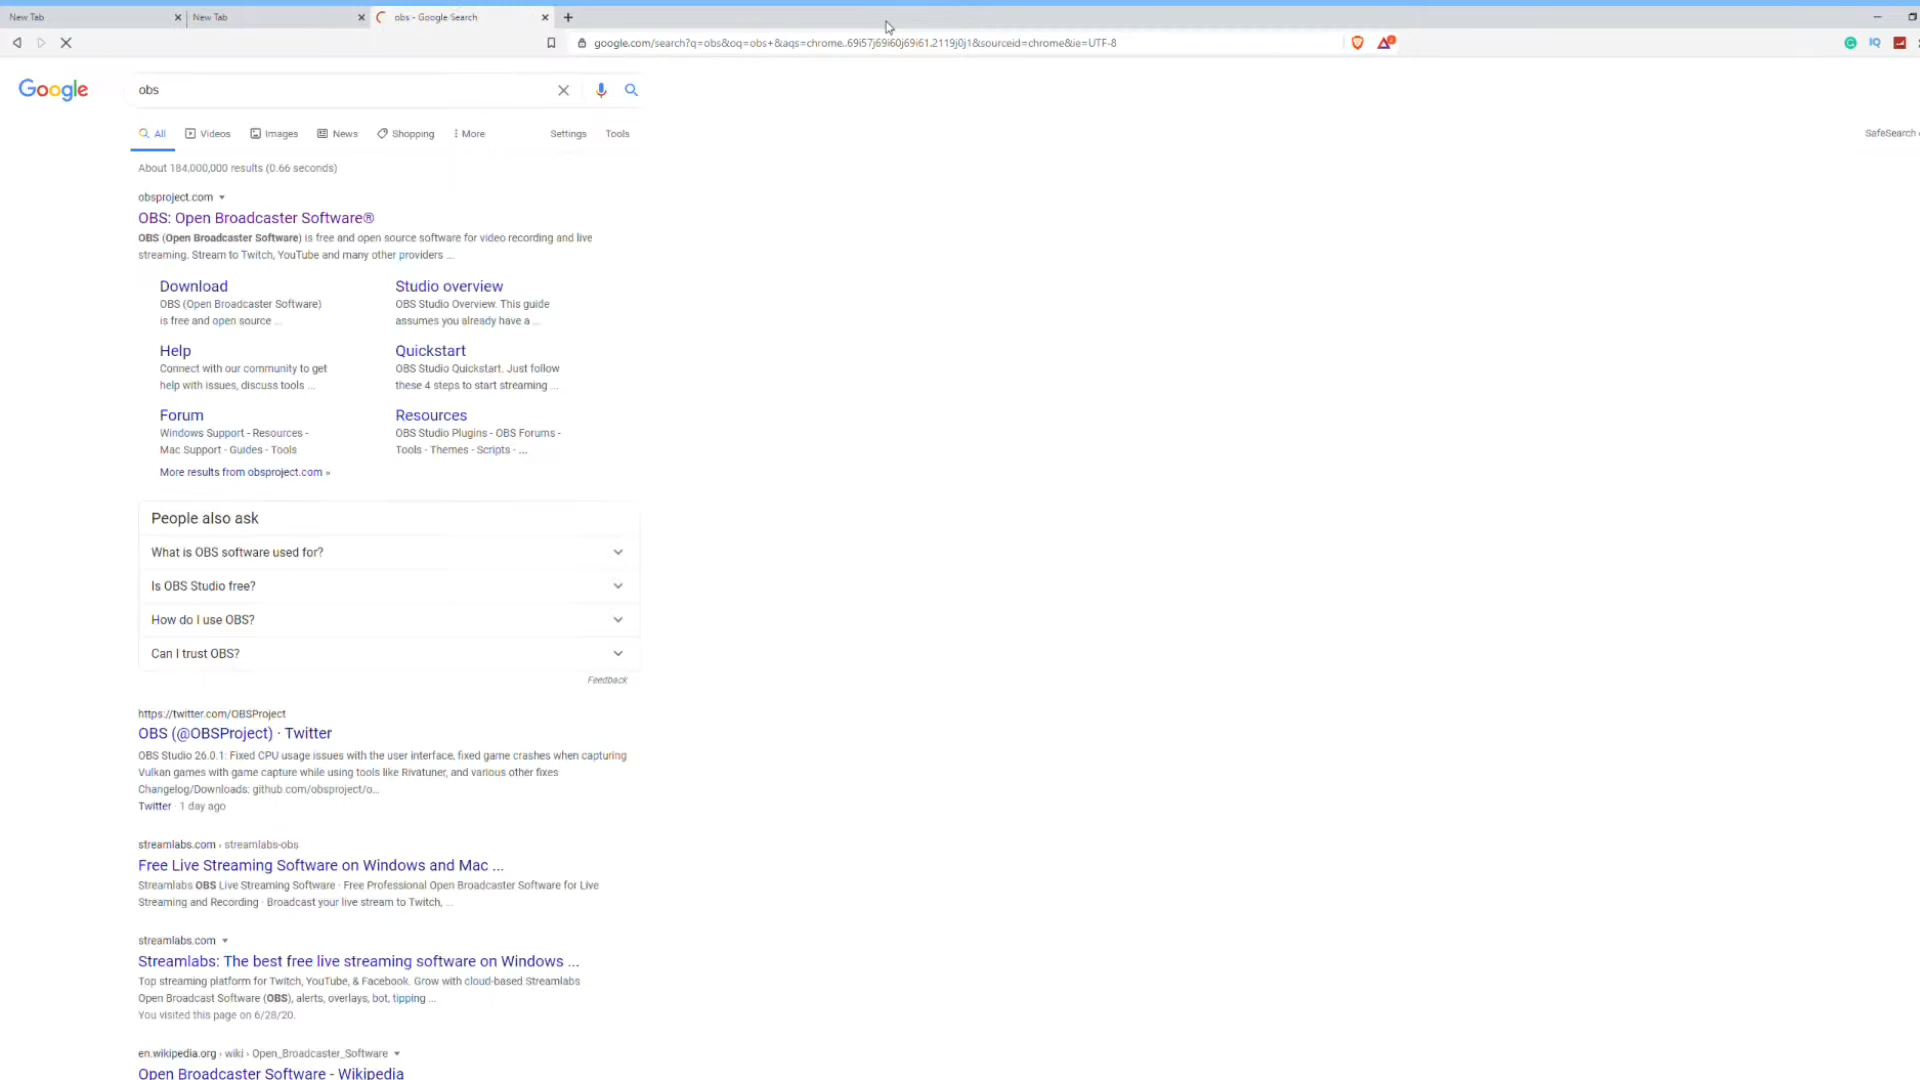 New Tab
New Tab
obs - Google Search
google.com/search?q=obs&oq=obs+&aqs=chrome..69i57j69i60j69i61.2119j0j1&sourceid=chrome&ie=UTF-8
IQ
Google
obs
All
Videos
Images
News
Shopping
More
Settings
Tools
SafeSearch
About 184,000,000 results (0.66 seconds)
obsproject.com
OBS: Open Broadcaster Software®
OBS (Open Broadcaster Software) is free and open source software for video recording and live
streaming. Stream to Twitch, YouTube and many other providers ...
Download
OBS (Open Broadcaster Software)
is free and open source ...
Studio overview
OBS Studio Overview. This guide
assumes you already have a ...
Help
Connect with our community to get
help with issues, discuss tools ...
Quickstart
OBS Studio Quickstart. Just follow
these 4 steps to start streaming ...
Forum
Windows Support - Resources -
Mac Support - Guides - Tools
Resources
OBS Studio Plugins - OBS Forums -
Tools - Themes - Scripts - ...
More results from obsproject.com »
People also ask
What is OBS software used for?
Is OBS Studio free?
How do I use OBS?
Can I trust OBS?
Feedback
https://twitter.com/OBSProject
OBS (@OBSProject) · Twitter
OBS Studio 26.0.1: Fixed CPU usage issues with the user interface, fixed game crashes when capturing
Vulkan games with game capture while using tools like Rivatuner, and various other fixes
Changelog/Downloads: github.com/obsproject/o...
Twitter · 1 day ago
streamlabs.com › streamlabs-obs
Free Live Streaming Software on Windows and Mac ...
Streamlabs OBS Live Streaming Software · Free Professional Open Broadcaster Software for Live
Streaming and Recording · Broadcast your live stream to Twitch, ...
streamlabs.com
Streamlabs: The best free live streaming software on Windows ...
Top streaming platform for Twitch, YouTube, & Facebook. Grow with cloud-based Streamlabs
Open Broadcast Software (OBS), alerts, overlays, bot, tipping ...
You visited this page on 6/28/20.
en.wikipedia.org › wiki › Open_Broadcaster_Software
Open Broadcaster Software - Wikipedia